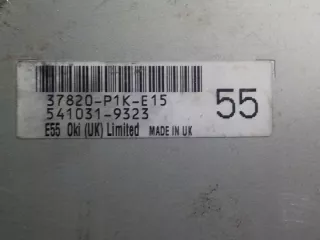 37820-P1K-E15
541031-9323
55
E55 Oki (UK) Limited MADE IN UK